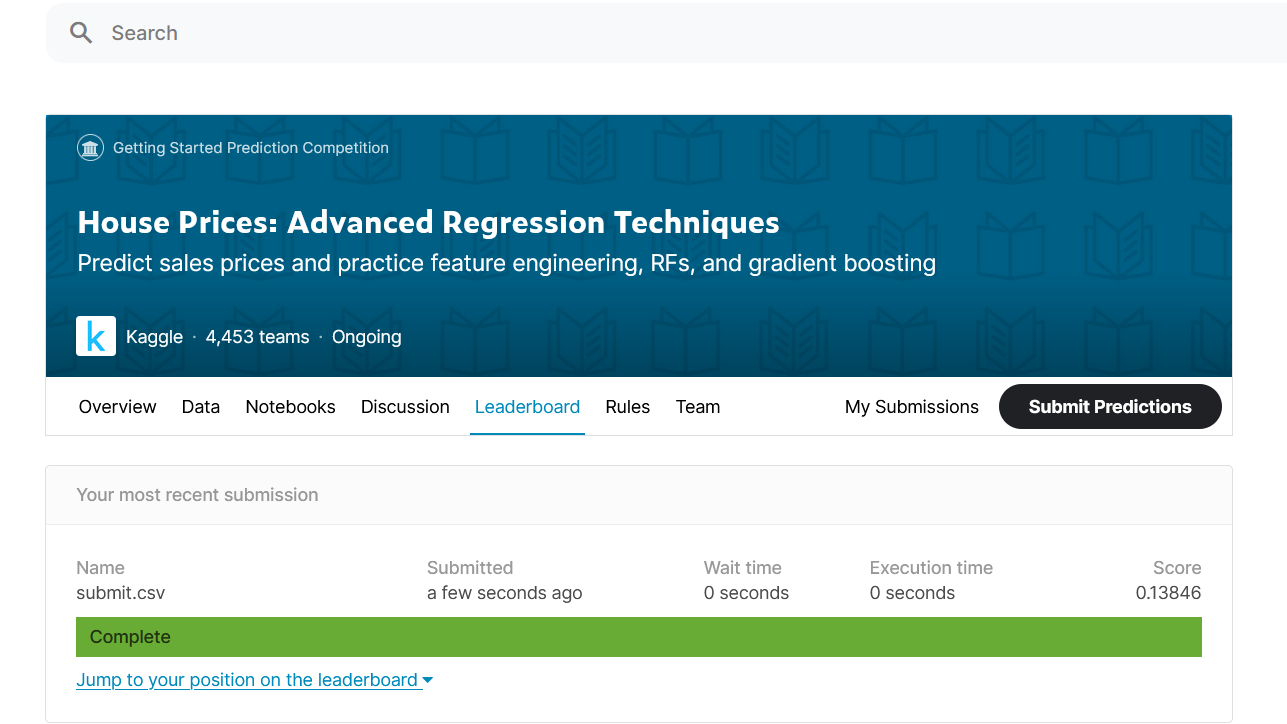 Search
Getting Started Prediction Competition
House Prices: Advanced Regression Techniques
Predict sales prices and practice feature engineering, RFs, and gradient boosting
k Kaggle · 4,453 teams · Ongoing
Overview Data Notebooks Discussion Leaderboard Rules Team My Submissions Submit Predictions
Your most recent submission
Name Submitted Wait time Execution time Score
submit.csv a few seconds ago 0 seconds 0 seconds 0.13846
Complete
Jump to your position on the leaderboard